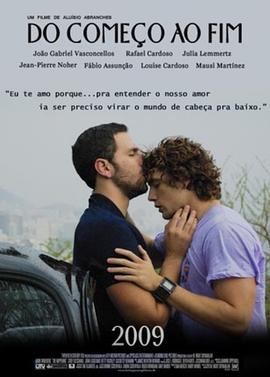 UM FILME DE ALUÍSIO ABRANCHES
DO COMEÇO AO FIM
João Gabriel Vasconcellos Rafael Cardoso Julia Lemmertz
Jean-Pierre Noher Fábio Assunção Louise Cardoso Mausi Martínez
"Eu te amo porque...pra entender o nosso amor
ia ser preciso virar o mundo de cabeça pra baixo."
2009